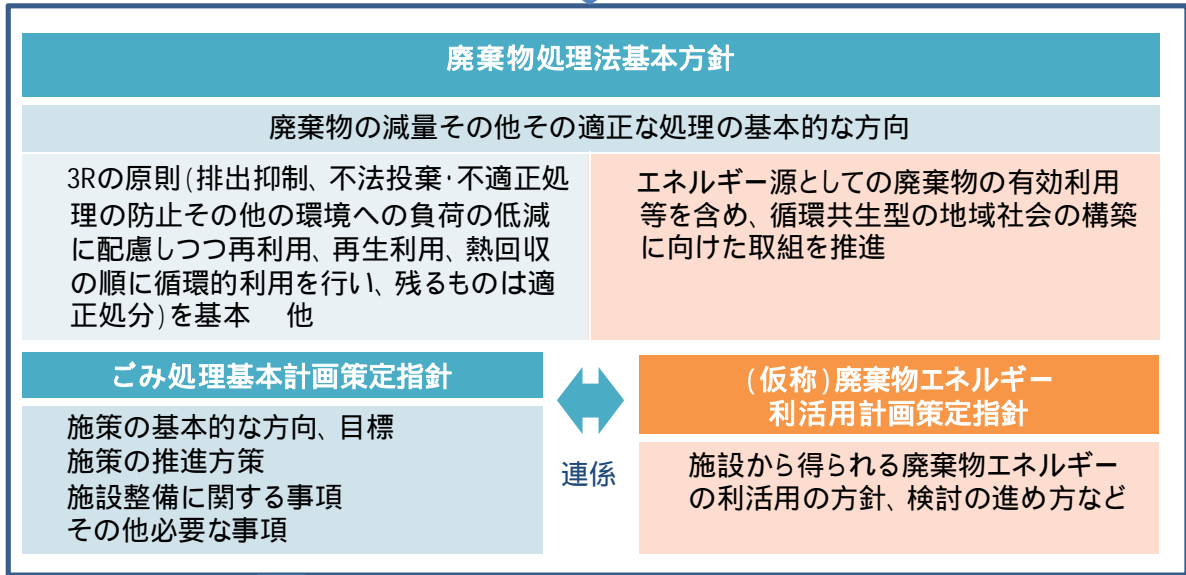 廃棄物処理法基本方針
廃棄物の減量その他その適正な処理の基本的な方向
3Rの原則(排出抑制、不法投棄・不適正処
理の防止その他の環境への負荷の低減
に配慮しつつ再利用、再生利用、熱回収
の順に循環的利用を行い、残るものは適
正処分)を基本　他
エネルギー源としての廃棄物の有効利用
等を含め、循環共生型の地域社会の構築
に向けた取組を推進
ごみ処理基本計画策定指針
施策の基本的な方向、目標
施策の推進方策
施設整備に関する事項
その他必要な事項
連係
(仮称)廃棄物エネルギー
利活用計画策定指針
施設から得られる廃棄物エネルギー
の利活用の方針、検討の進め方など